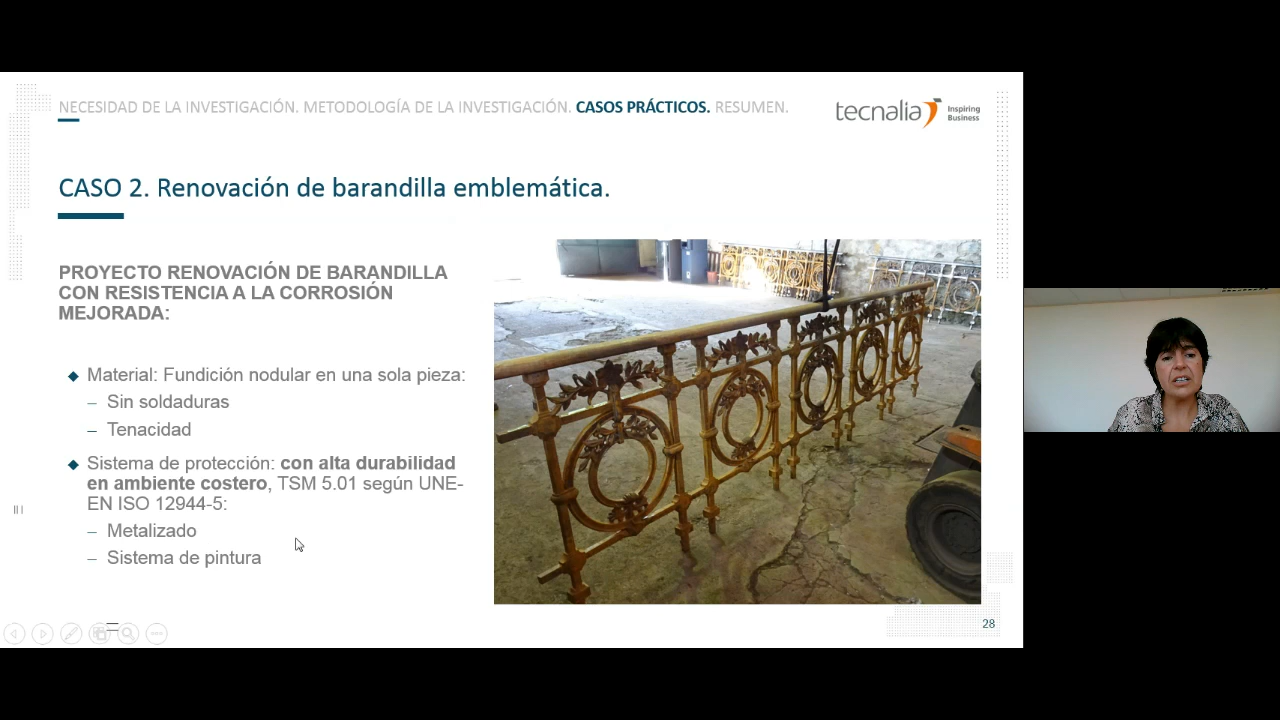 NECESIDAD DE LA INVESTIGACIÓN. METODOLOGÍA DE LA INVESTIGACIÓN. CASOS PRÁCTICOS. RESUMEN.
tecnalia Inspiring
Business
CASO 2. Renovación de barandilla emblemática.
PROYECTO RENOVACIÓN DE BARANDILLA
CON RESISTENCIA A LA CORROSIÓN
MEJORADA:
◆ Material: Fundición nodular en una sola pieza:
– Sin soldaduras
– Tenacidad
◆ Sistema de protección: con alta durabilidad
en ambiente costero, TSM 5.01 según UNE-
EN ISO 12944-5:
– Metalizado
– Sistema de pintura
28